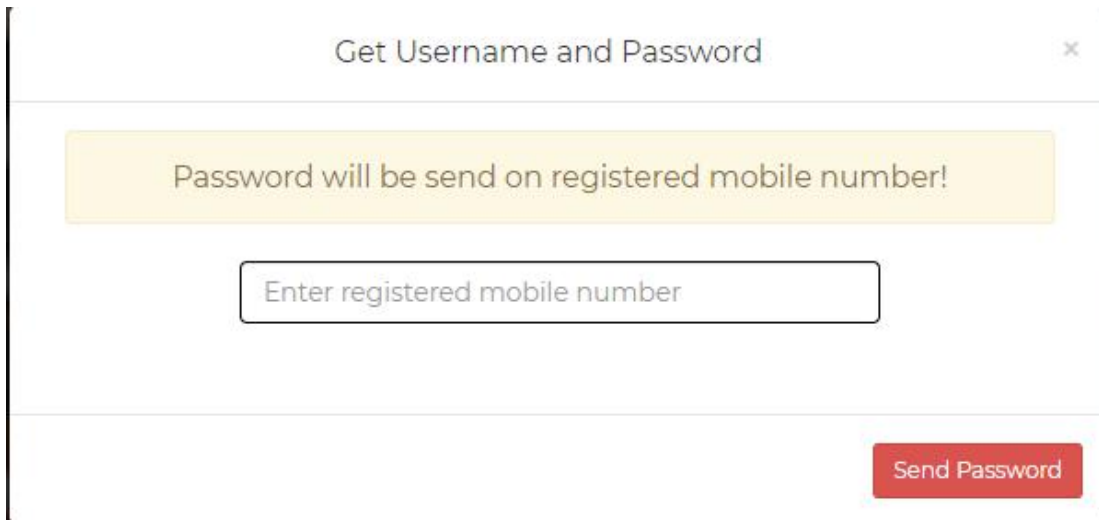 Get Username and Password ×
Password will be send on registered mobile number!
Enter registered mobile number
Send Password